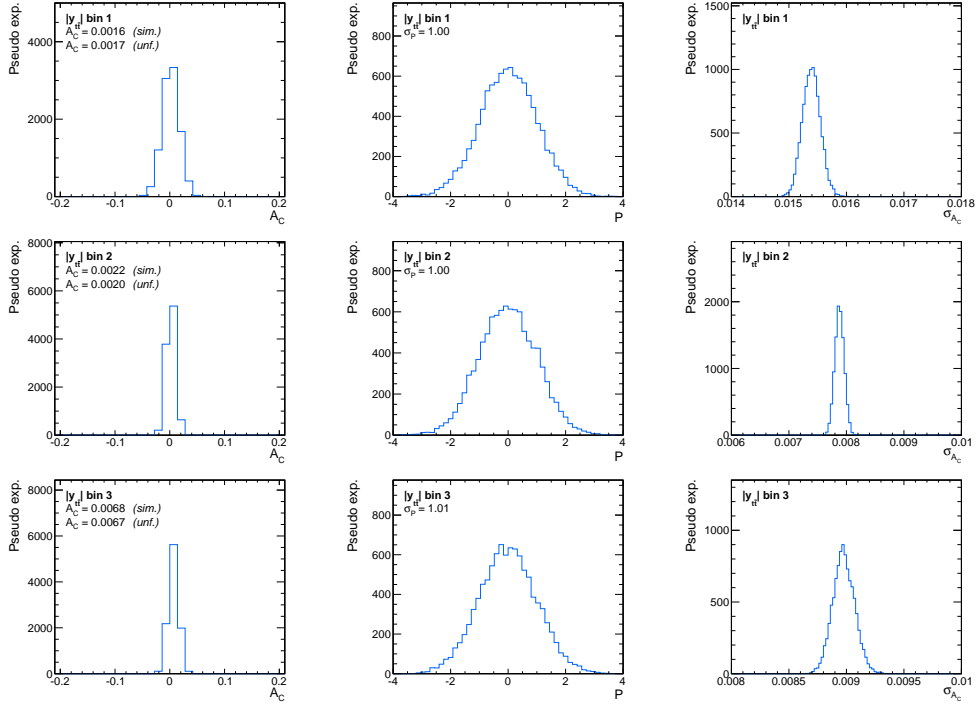 |y_tt̄| bin 1
A_C = 0.0016 (sim.)
A_C = 0.0017 (unf.)
Pseudo exp.
4000
2000
0
-0.2 -0.1 0 0.1 0.2
A_C
|y_tt̄| bin 1
σ_P = 1.00
Pseudo exp.
800
600
400
200
0
-4 -2 0 2 4
P
|y_tt̄| bin 1
Pseudo exp.
1500
1000
500
0
0.014 0.015 0.016 0.017 0.018
σ_A_C
|y_tt̄| bin 2
A_C = 0.0022 (sim.)
A_C = 0.0020 (unf.)
Pseudo exp.
8000
6000
4000
2000
0
-0.2 -0.1 0 0.1 0.2
A_C
|y_tt̄| bin 2
σ_P = 1.00
Pseudo exp.
800
600
400
200
0
-4 -2 0 2 4
P
|y_tt̄| bin 2
Pseudo exp.
2000
1000
0
0.006 0.007 0.008 0.009 0.01
σ_A_C
|y_tt̄| bin 3
A_C = 0.0068 (sim.)
A_C = 0.0067 (unf.)
Pseudo exp.
8000
6000
4000
2000
0
-0.2 -0.1 0 0.1 0.2
A_C
|y_tt̄| bin 3
σ_P = 1.01
Pseudo exp.
800
600
400
200
0
-4 -2 0 2 4
P
|y_tt̄| bin 3
Pseudo exp.
1000
500
0
0.008 0.0085 0.009 0.0095 0.01
σ_A_C